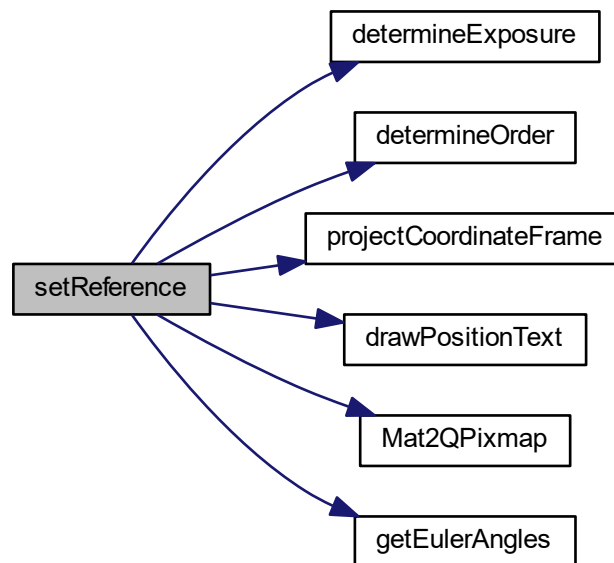 determineExposure
determineOrder
projectCoordinateFrame
setReference
drawPositionText
Mat2QPixmap
getEulerAngles